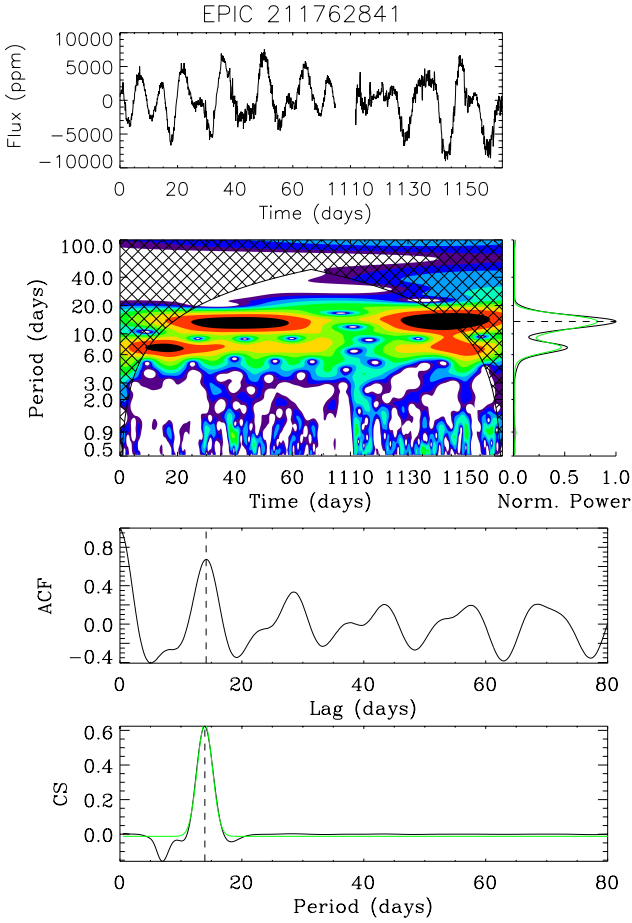 EPIC 211762841
10000
5000
0
−5000
−10000
Flux (ppm)
0 20 40 60 1110 1130 1150
Time (days)
100.0
40.0
20.0
10.0
6.0
3.0
2.0
0.9
0.5
Period (days)
0 20 40 60 1110 1130 1150
Time (days)
0.0 0.5 1.0
Norm. Power
0.8
0.4
0.0
−0.4
ACF
0 20 40 60 80
Lag (days)
0.6
0.4
0.2
0.0
CS
0 20 40 60 80
Period (days)